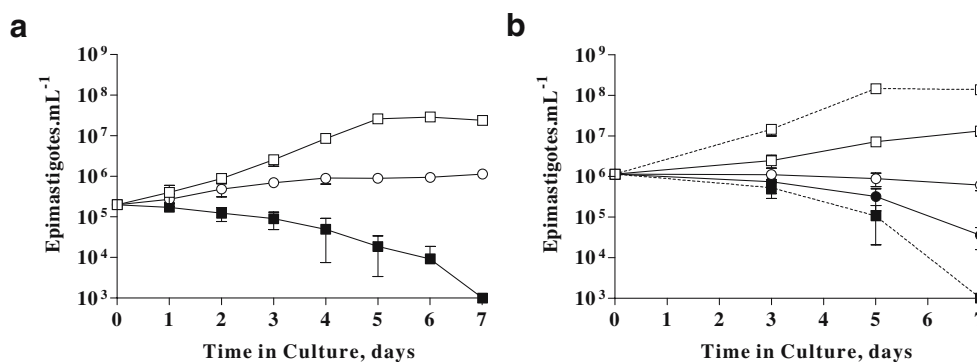 a
b
10⁹
10⁸
10⁷
10⁶
10⁵
10⁴
10³
Epimastigotes.mL⁻¹
0 1 2 3 4 5 6 7
Time in Culture, days
10⁹
10⁸
10⁷
10⁶
10⁵
10⁴
10³
Epimastigotes.mL⁻¹
0 1 2 3 4 5 6 7
Time in Culture, days